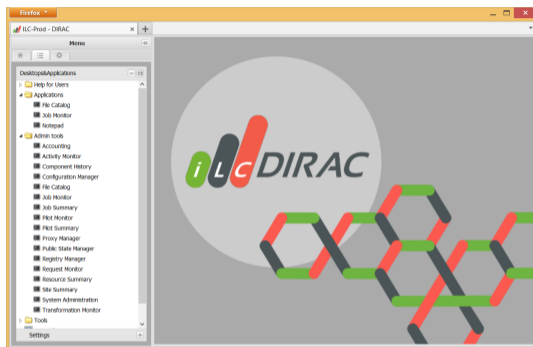 Firefox
ILC-Prod - DIRAC
Menu
Desktops&Applications
Help for Users
Applications
File Catalog
Job Monitor
Notepad
Admin tools
Accounting
Activity Monitor
Component History
Configuration Manager
File Catalog
Job Monitor
Job Summary
Pilot Monitor
Pilot Summary
Proxy Manager
Public State Manager
Registry Manager
Request Monitor
Resource Summary
Site Summary
System Administration
Transformation Monitor
Tools
Settings
iLC DIRAC